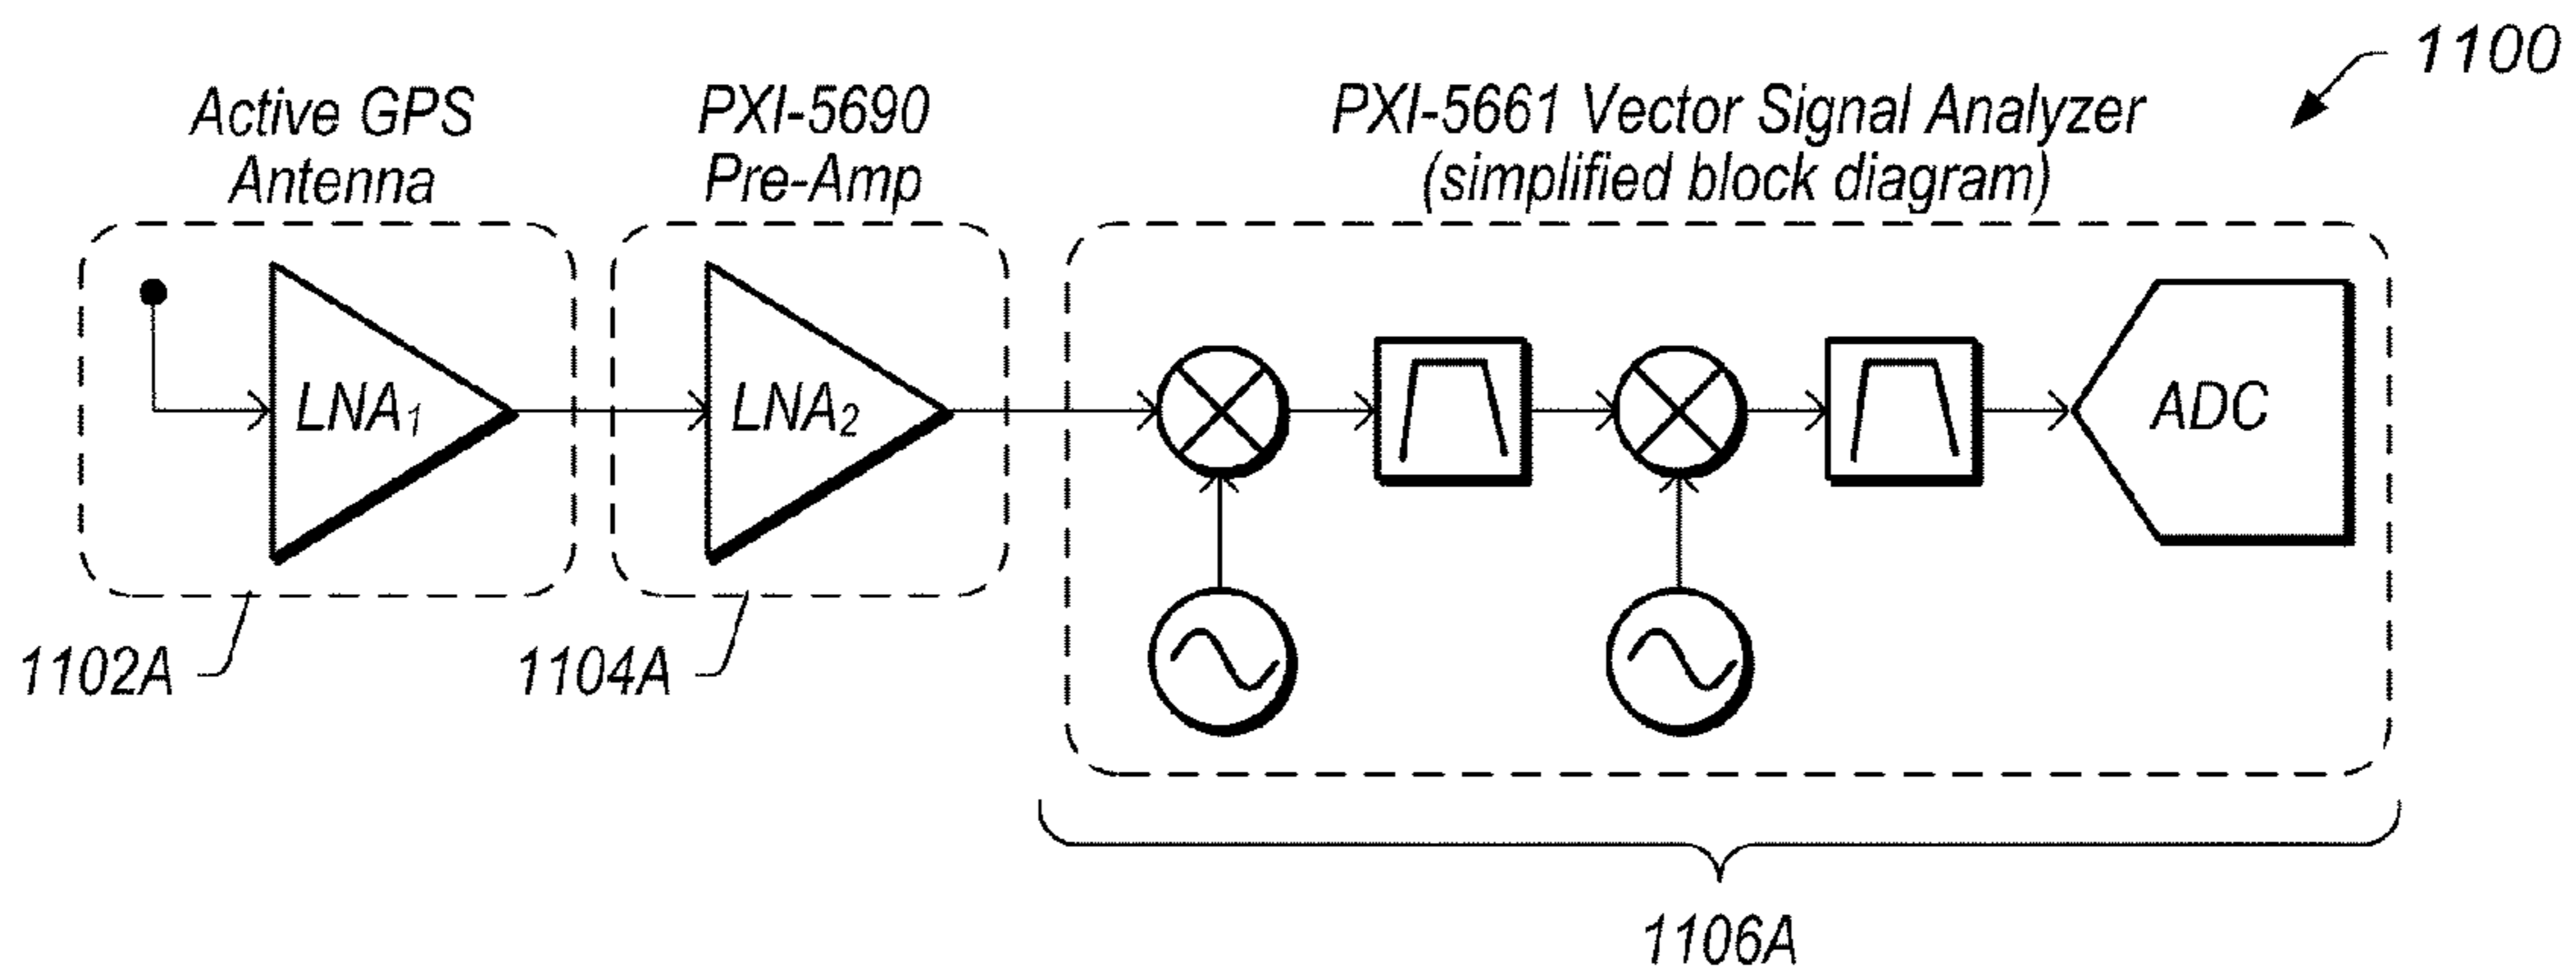 1100
Active GPS
Antenna
PXI-5690
Pre-Amp
PXI-5661 Vector Signal Analyzer
(simplified block diagram)
LNA₁
LNA₂
ADC
1102A
1104A
1106A